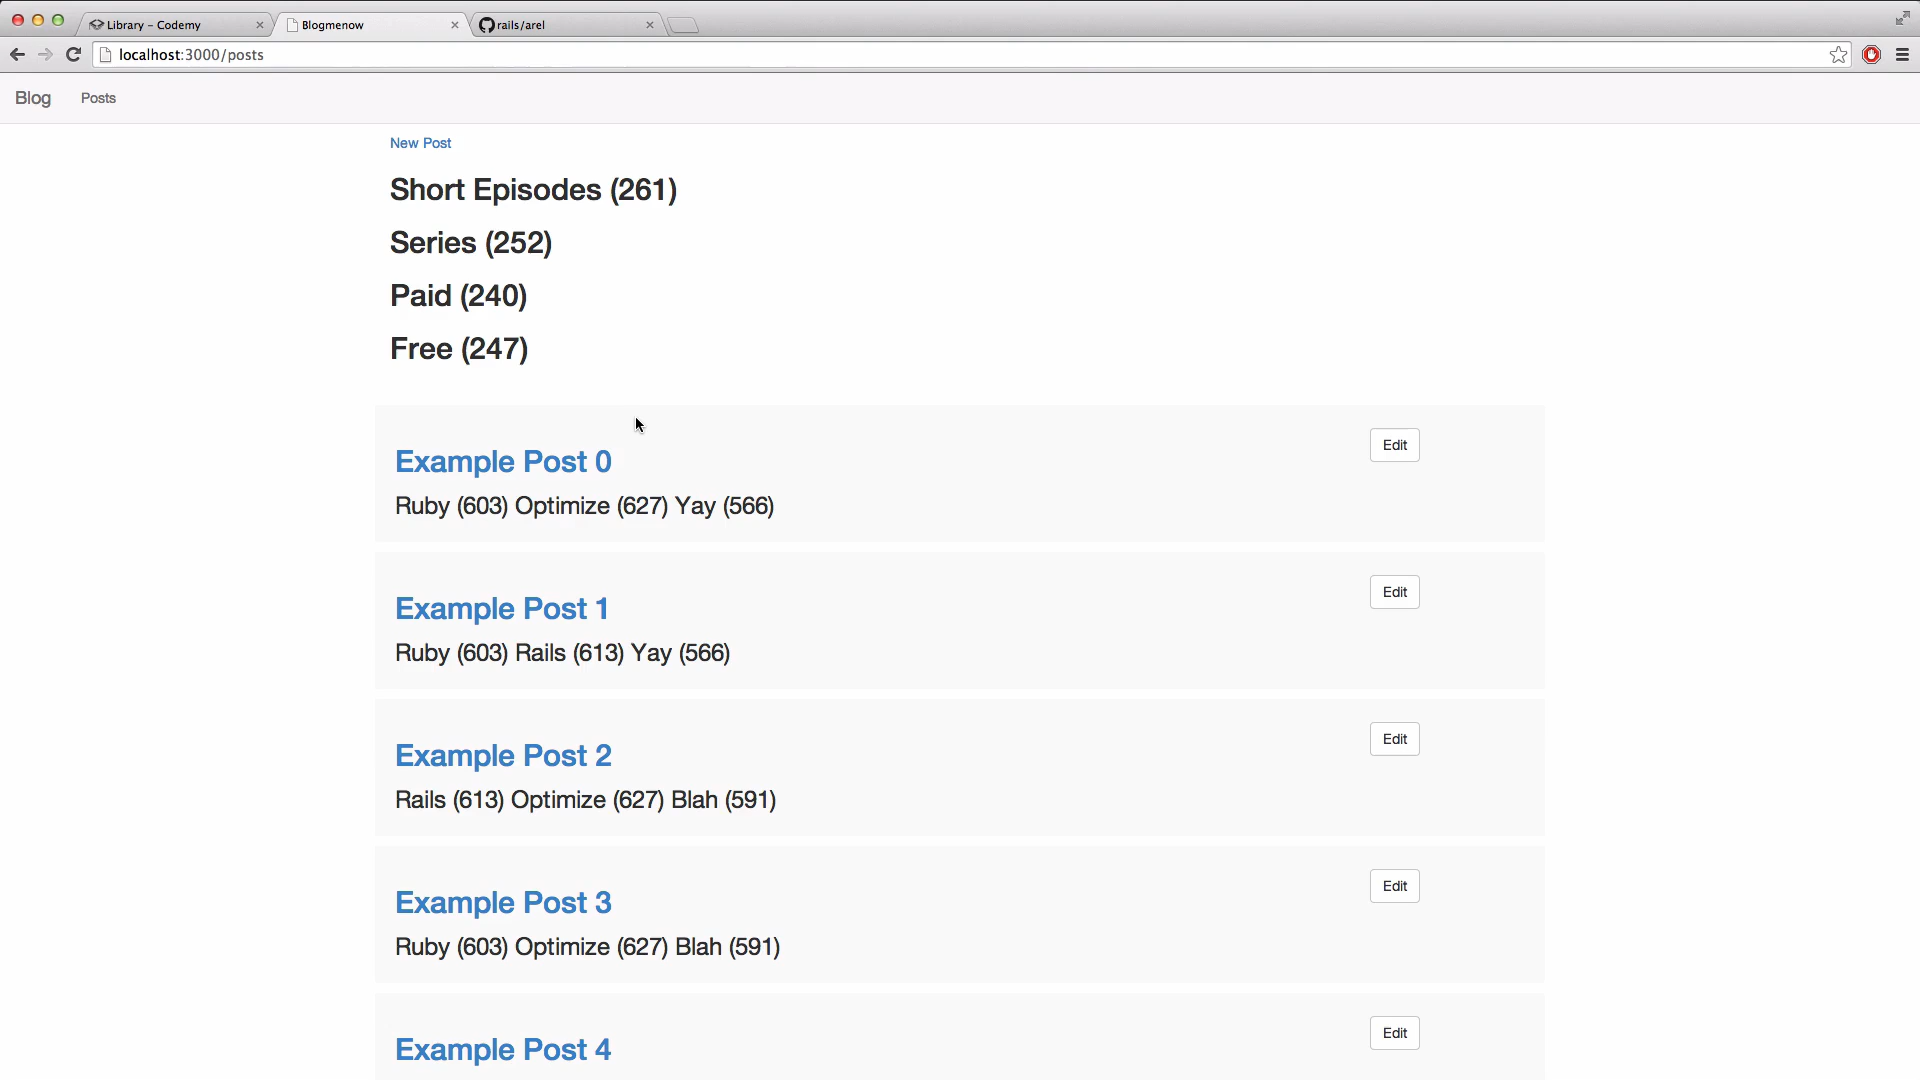 Library – Codemy
Blogmenow
rails/arel
localhost:3000/posts
Blog
Posts
New Post
Short Episodes (261)
Series (252)
Paid (240)
Free (247)
Example Post 0
Edit
Ruby (603) Optimize (627) Yay (566)
Example Post 1
Edit
Ruby (603) Rails (613) Yay (566)
Example Post 2
Edit
Rails (613) Optimize (627) Blah (591)
Example Post 3
Edit
Ruby (603) Optimize (627) Blah (591)
Example Post 4
Edit